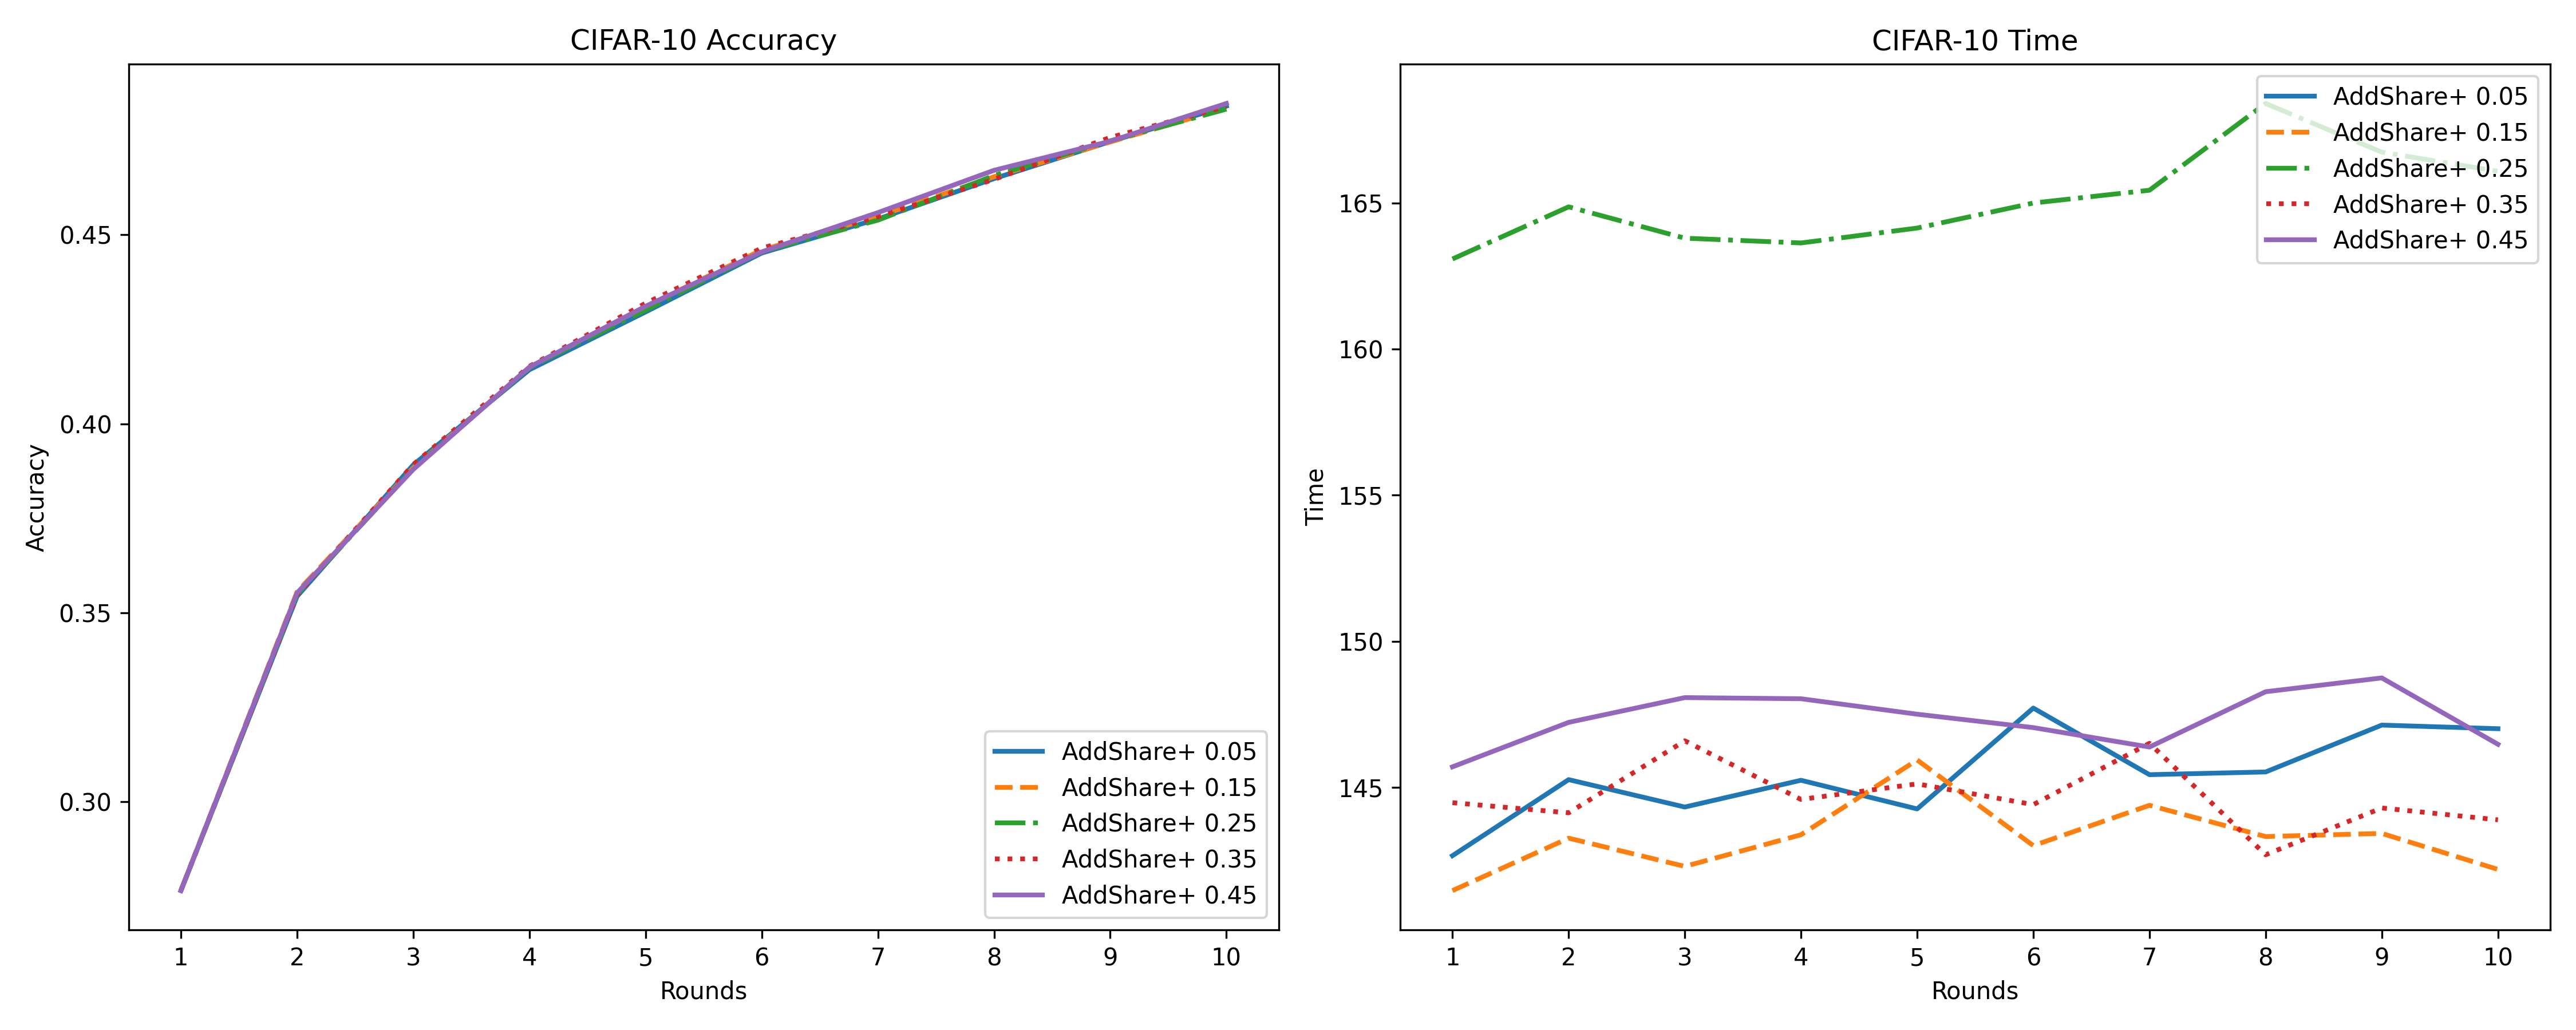 CIFAR-10 Accuracy
Accuracy
0.45
0.40
0.35
0.30
1 2 3 4 5 6 7 8 9 10
Rounds
AddShare+ 0.05
AddShare+ 0.15
AddShare+ 0.25
AddShare+ 0.35
AddShare+ 0.45
CIFAR-10 Time
Time
165
160
155
150
145
1 2 3 4 5 6 7 8 9 10
Rounds
AddShare+ 0.05
AddShare+ 0.15
AddShare+ 0.25
AddShare+ 0.35
AddShare+ 0.45